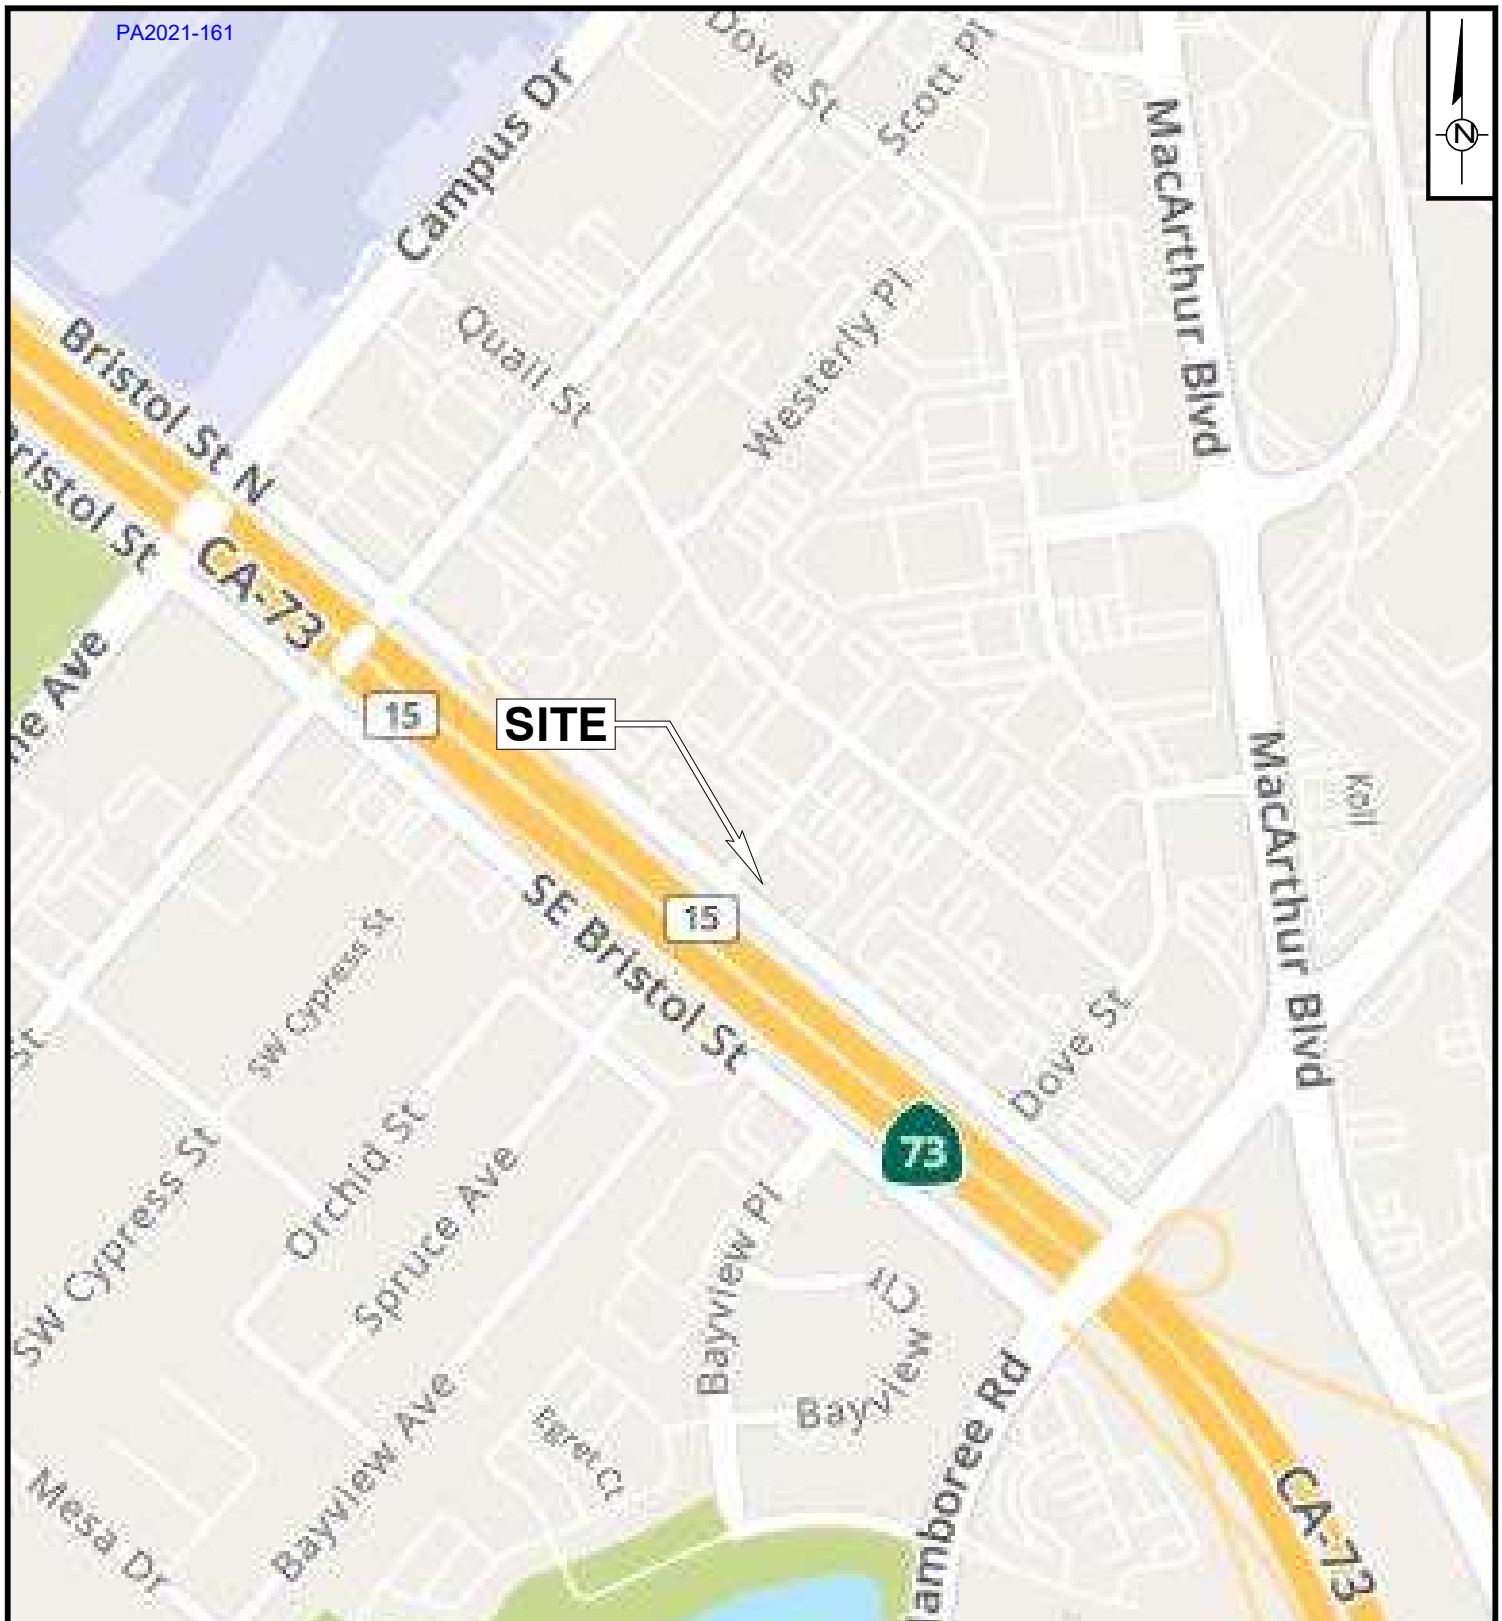 PA2021-161
Dove St
Scott Pl
Campus Dr
MacArthur Blvd
N
Quail St
Westerly Pl
Bristol St N
ristol St
CA-73
ne Ave
15
SITE
MacArthur Blvd
Koll
15
SE Bristol St
SW Cypress St
St
Dove St
Orchid St
SW Cypress St
Spruce Ave
73
Bayview Pl
Bayview Cir
Jamboree Rd
Bayview Ave
Egret Ct
Mesa Dr
CA-73